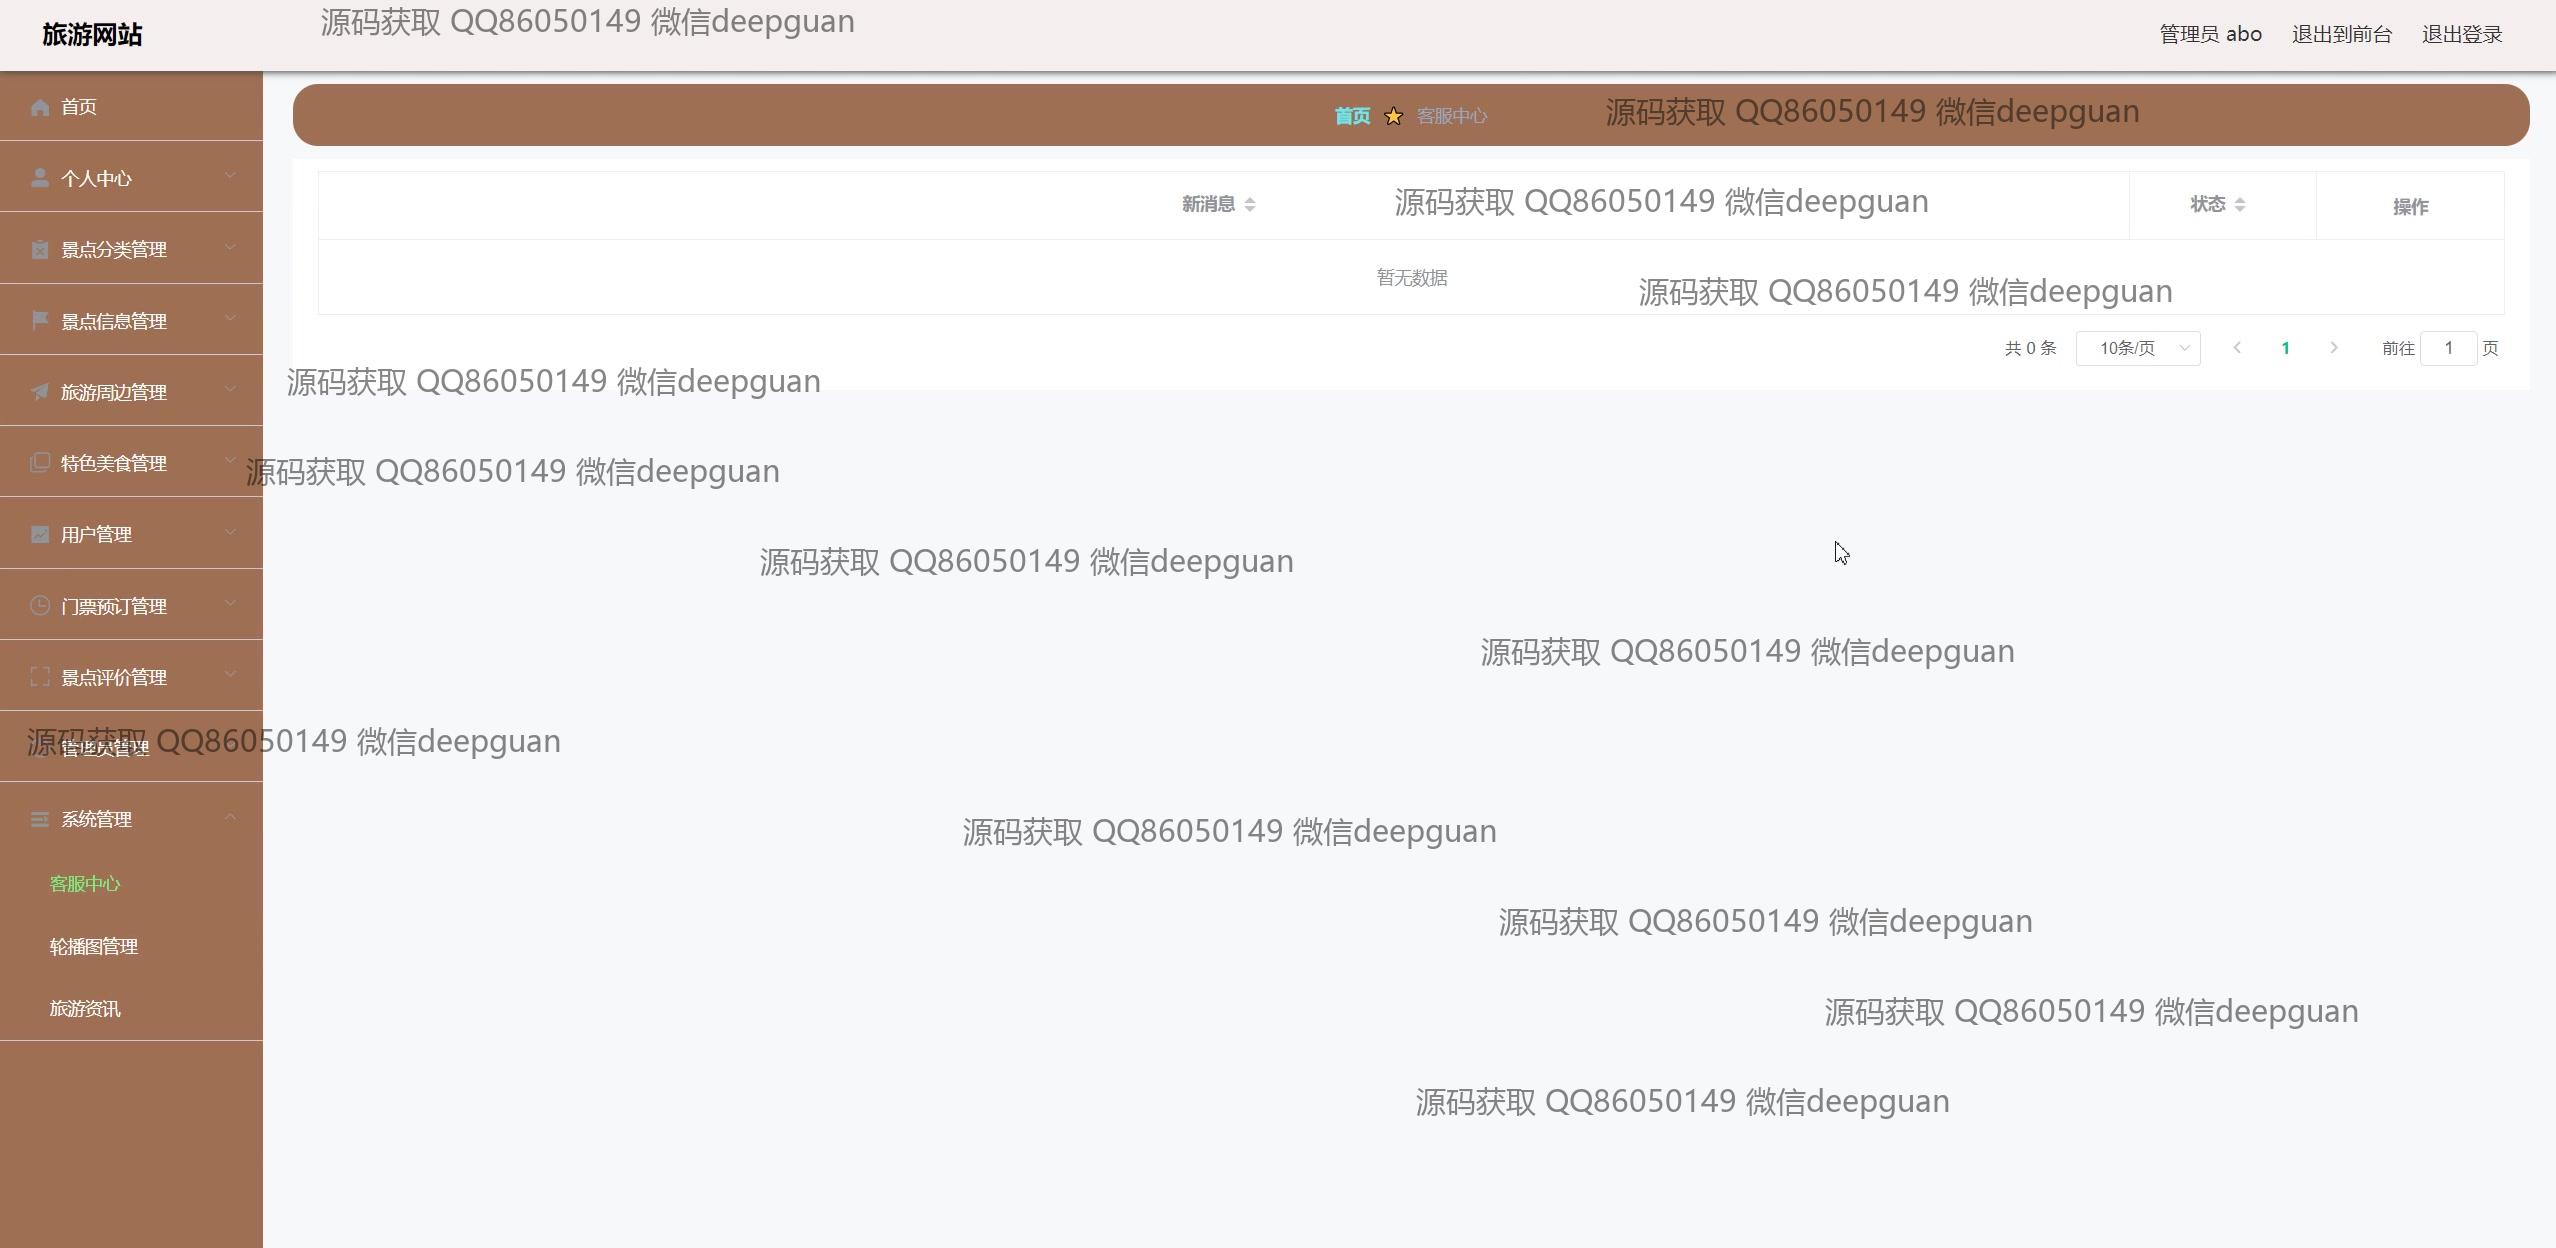 旅游网站
源码获取 QQ86050149 微信deepguan
管理员 abo 退出到前台 退出登录
首页
首页 客服中心
源码获取 QQ86050149 微信deepguan
个人中心
新消息 状态 操作
源码获取 QQ86050149 微信deepguan
景点分类管理
暂无数据
源码获取 QQ86050149 微信deepguan
景点信息管理
共 0 条 10条/页 1 前往 1 页
源码获取 QQ86050149 微信deepguan
旅游周边管理
特色美食管理
源码获取 QQ86050149 微信deepguan
用户管理
源码获取 QQ86050149 微信deepguan
门票预订管理
源码获取 QQ86050149 微信deepguan
景点评价管理
源码获取 QQ86050149 微信deepguan
管理员管理
系统管理
源码获取 QQ86050149 微信deepguan
客服中心
源码获取 QQ86050149 微信deepguan
轮播图管理
旅游资讯
源码获取 QQ86050149 微信deepguan
源码获取 QQ86050149 微信deepguan